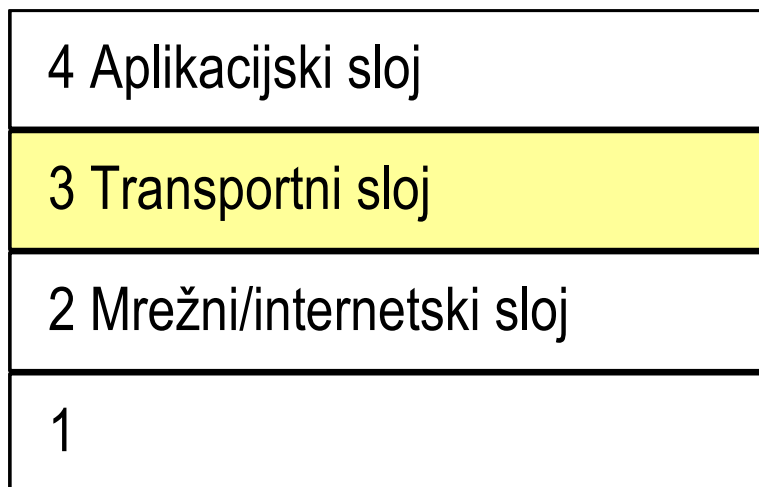 4 Aplikacijski sloj
3 Transportni sloj
2 Mrežni/internetski sloj
1